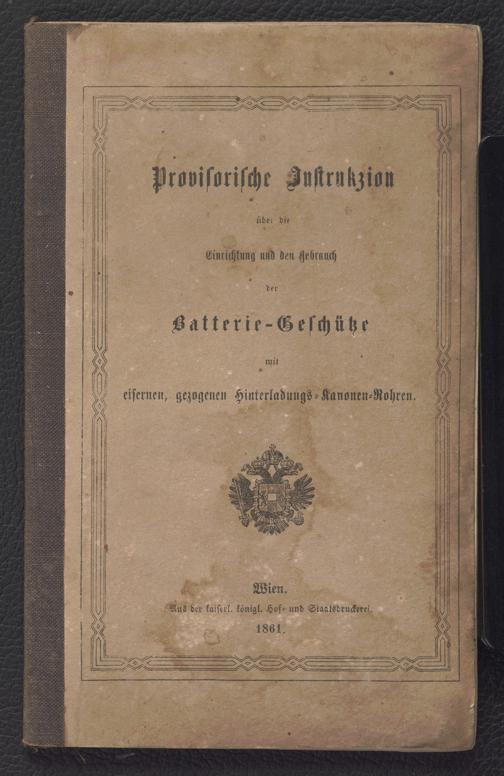 Provisorische Instrukzion
über die
Einrichtung und den Gebrauch
der
Batterie-Geschütze
mit
eisernen, gezogenen Hinterladungs-Kanonen-Rohren.
Wien.
Aus der kaiserl. königl. Hof- und Staatsdruckerei.
1861.